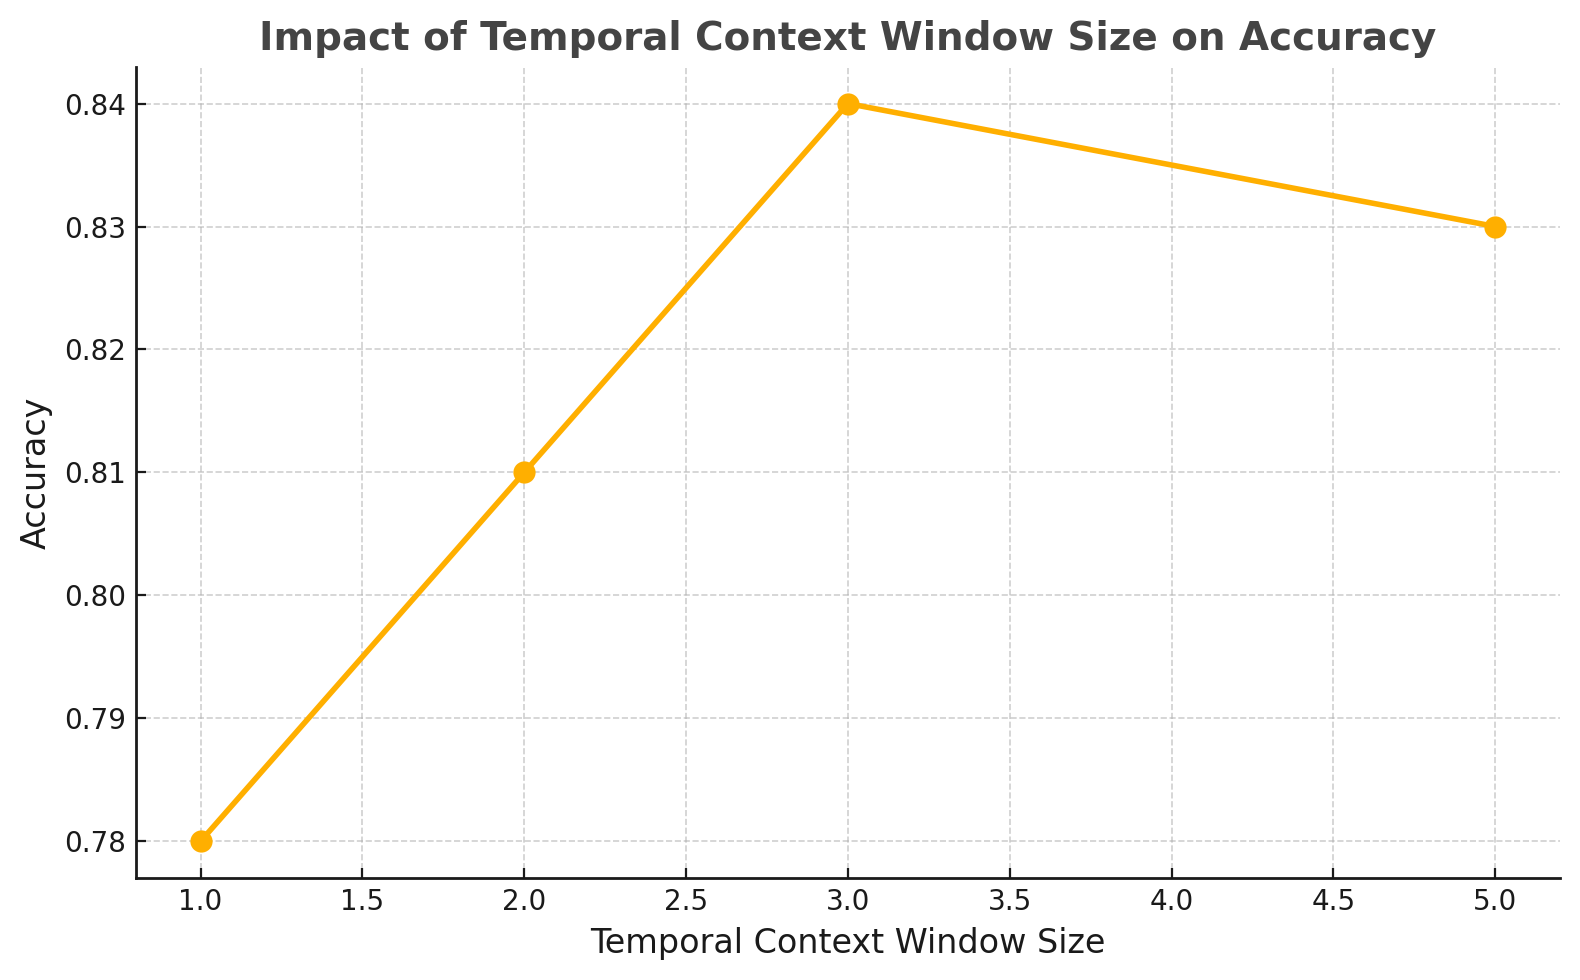 Impact of Temporal Context Window Size on Accuracy
Accuracy
0.84
0.83
0.82
0.81
0.80
0.79
0.78
1.0 1.5 2.0 2.5 3.0 3.5 4.0 4.5 5.0
Temporal Context Window Size